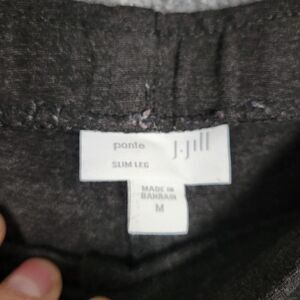 ponte
J.Jill
SLIM LEG
MADE IN
BAHRAIN
M